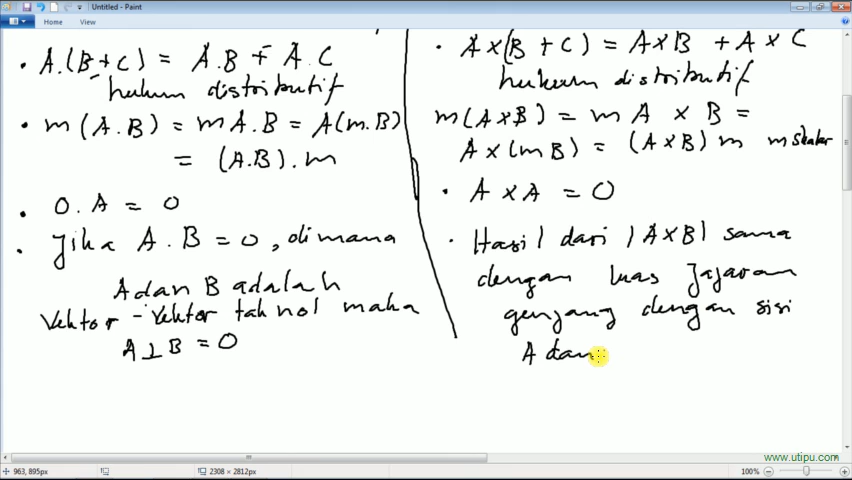 Untitled - Paint
Home
View
• A.(B+C) = A.B + A.C
hukum distributif
• m (A.B) = mA.B = A(m.B)
= (A.B).m
• O.A = O
• Jika A.B = 0, dimana
A dan B adalah
Vektor-Vektor tak nol maka
A⊥B = 0
• A×(B+C) = A×B + A×C
hukum distributif
m(A×B) = mA × B =
A×(mB) = (A×B)m m skalar
• A×A = 0
• Hasil dari |A×B| sama
dengan luas Jajaran
genjang dengan sisi
A dan
www.utipu.com
963, 895px
2308 × 2812px
100%